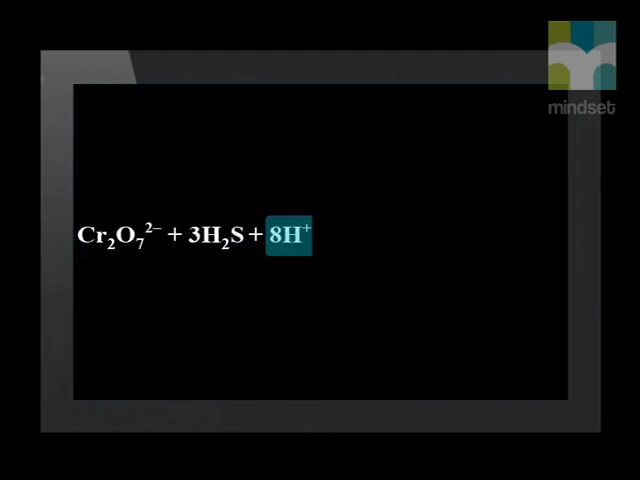 mindset
Cr₂O₇²⁻ + 3H₂S + 8H⁺